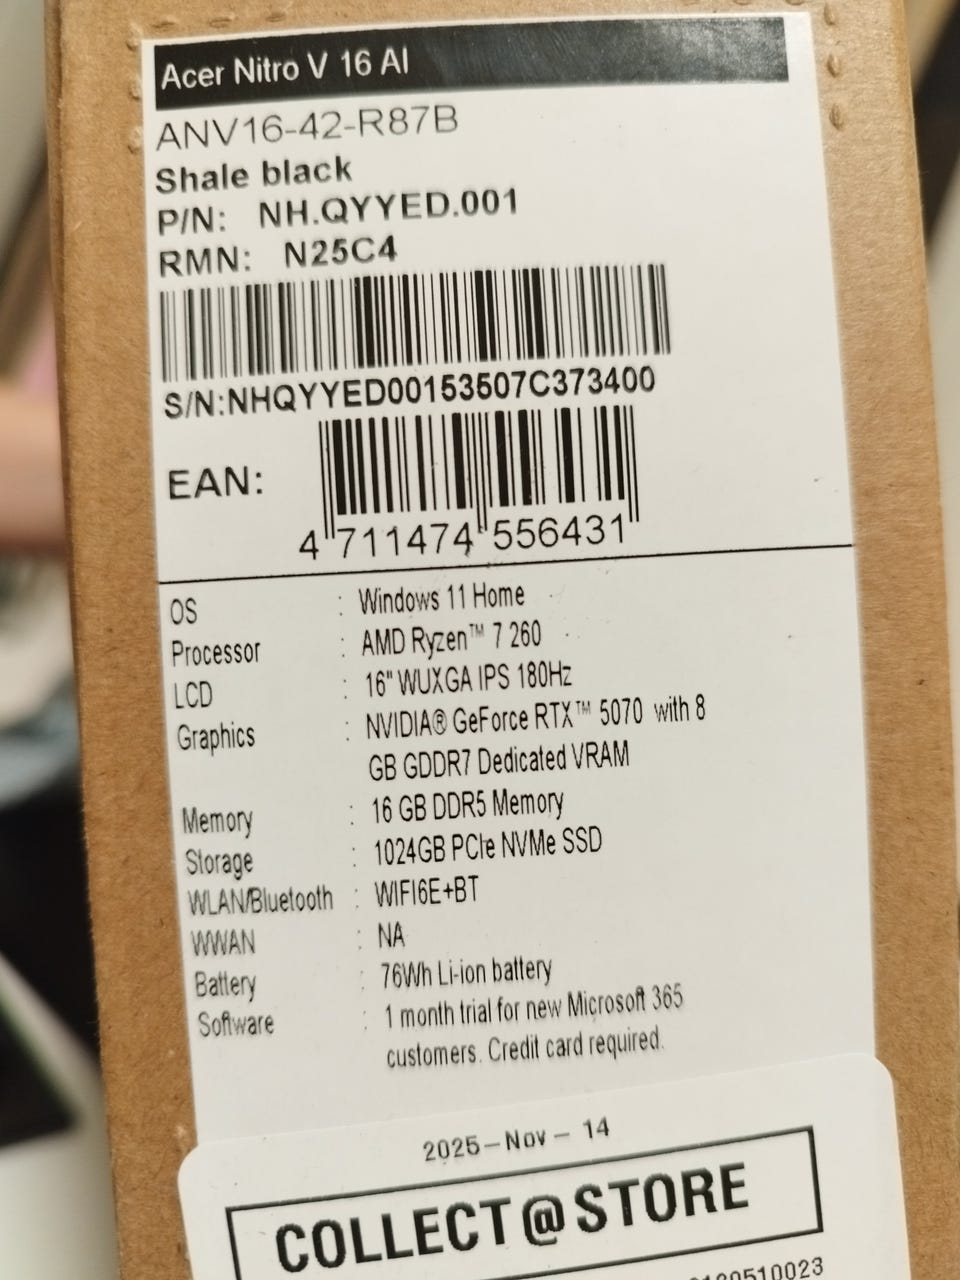 Acer Nitro V 16 AI
ANV16-42-R87B
Shale black
P/N: NH.QYYED.001
RMN: N25C4
S/N:NHQYYED00153507C373400
EAN:
4 711474 556431
OS : Windows 11 Home
Processor : AMD Ryzen™ 7 260
LCD : 16" WUXGA IPS 180Hz
Graphics : NVIDIA® GeForce RTX™ 5070 with 8
GB GDDR7 Dedicated VRAM
Memory : 16 GB DDR5 Memory
Storage : 1024GB PCIe NVMe SSD
WLAN/Bluetooth : WIFI6E+BT
WWAN : NA
Battery : 76Wh Li-ion battery
Software : 1 month trial for new Microsoft 365
customers. Credit card required.
2025-Nov-14
COLLECT@STORE